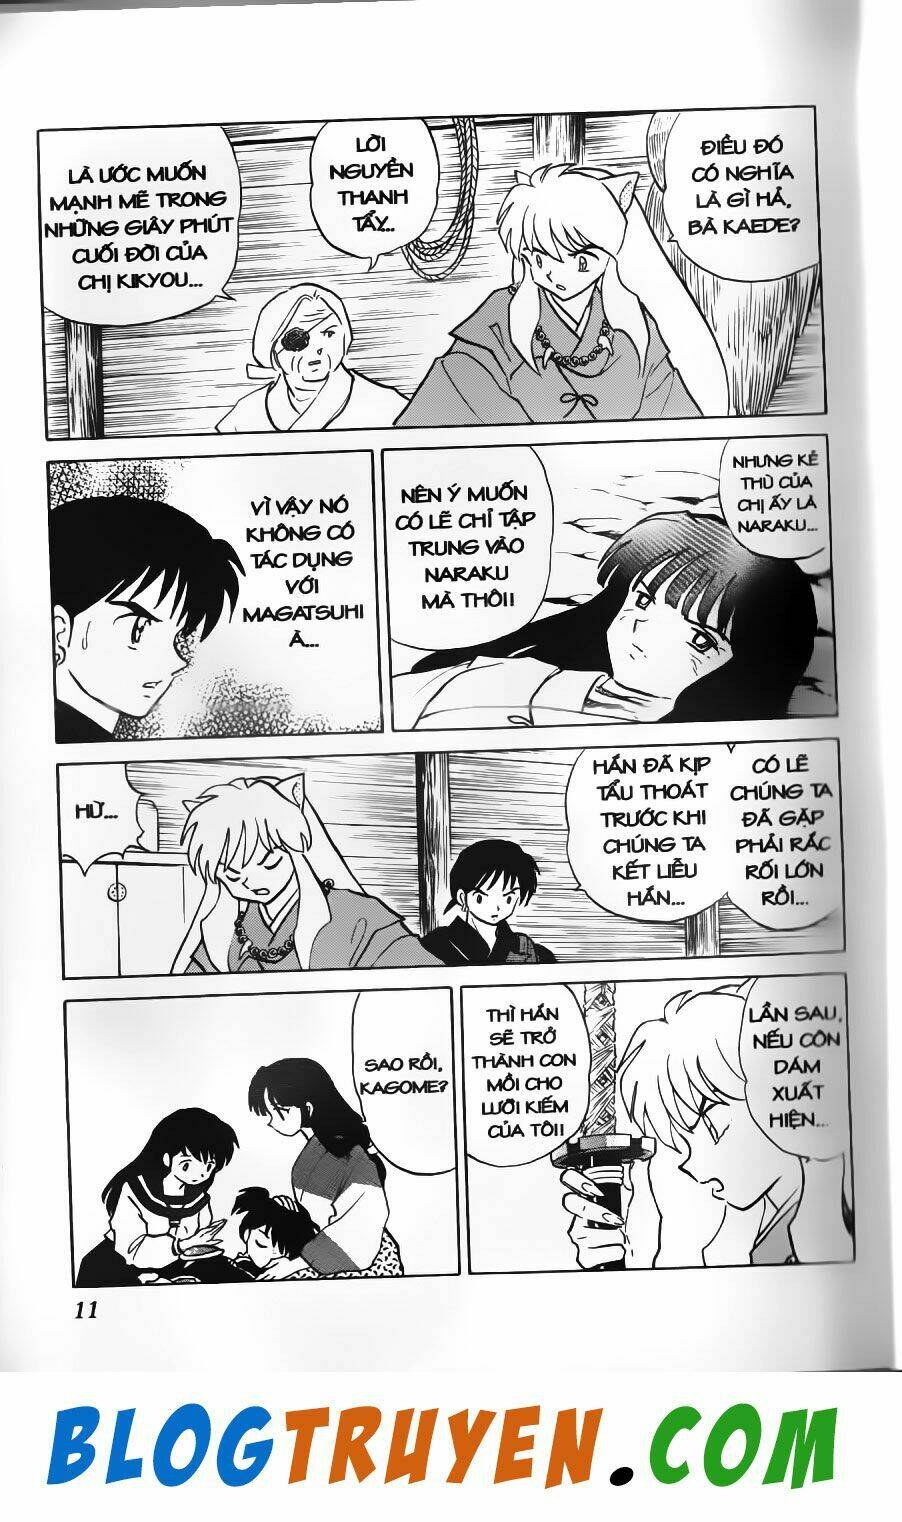 ĐIỀU ĐÓ
CÓ NGHĨA
LÀ GÌ HẢ,
BÀ KAEDE?
LỜI
NGUYỀN
THANH
TẨY...
LÀ ƯỚC MUỐN
MẠNH MẼ TRONG
NHỮNG GIÂY PHÚT
CUỐI ĐỜI CỦA
CHỊ KIKYOU...
NHƯNG KẺ
THÙ CỦA
CHỊ ẤY LÀ
NARAKU...
NÊN Ý MUỐN
CÓ LẼ CHỈ TẬP
TRUNG VÀO
NARAKU
MÀ THÔI!
VÌ VẬY NÓ
KHÔNG CÓ
TÁC DỤNG
VỚI
MAGATSUHI
À...
CÓ LẼ
CHÚNG TA
ĐÃ GẶP
PHẢI RẮC
RỐI LỚN
RỒI...
HẮN ĐÃ KỊP
TẨU THOÁT
TRƯỚC KHI
CHÚNG TA
KẾT LIỄU
HẮN...
HỪ...
LẦN SAU,
NẾU CÒN
DÁM
XUẤT
HIỆN...
THÌ HẮN
SẼ TRỞ
THÀNH CON
MỒI CHO
LƯỠI KIẾM
CỦA TÔI!
SAO RỒI,
KAGOME?
11
BLOGTRUYEN.COM